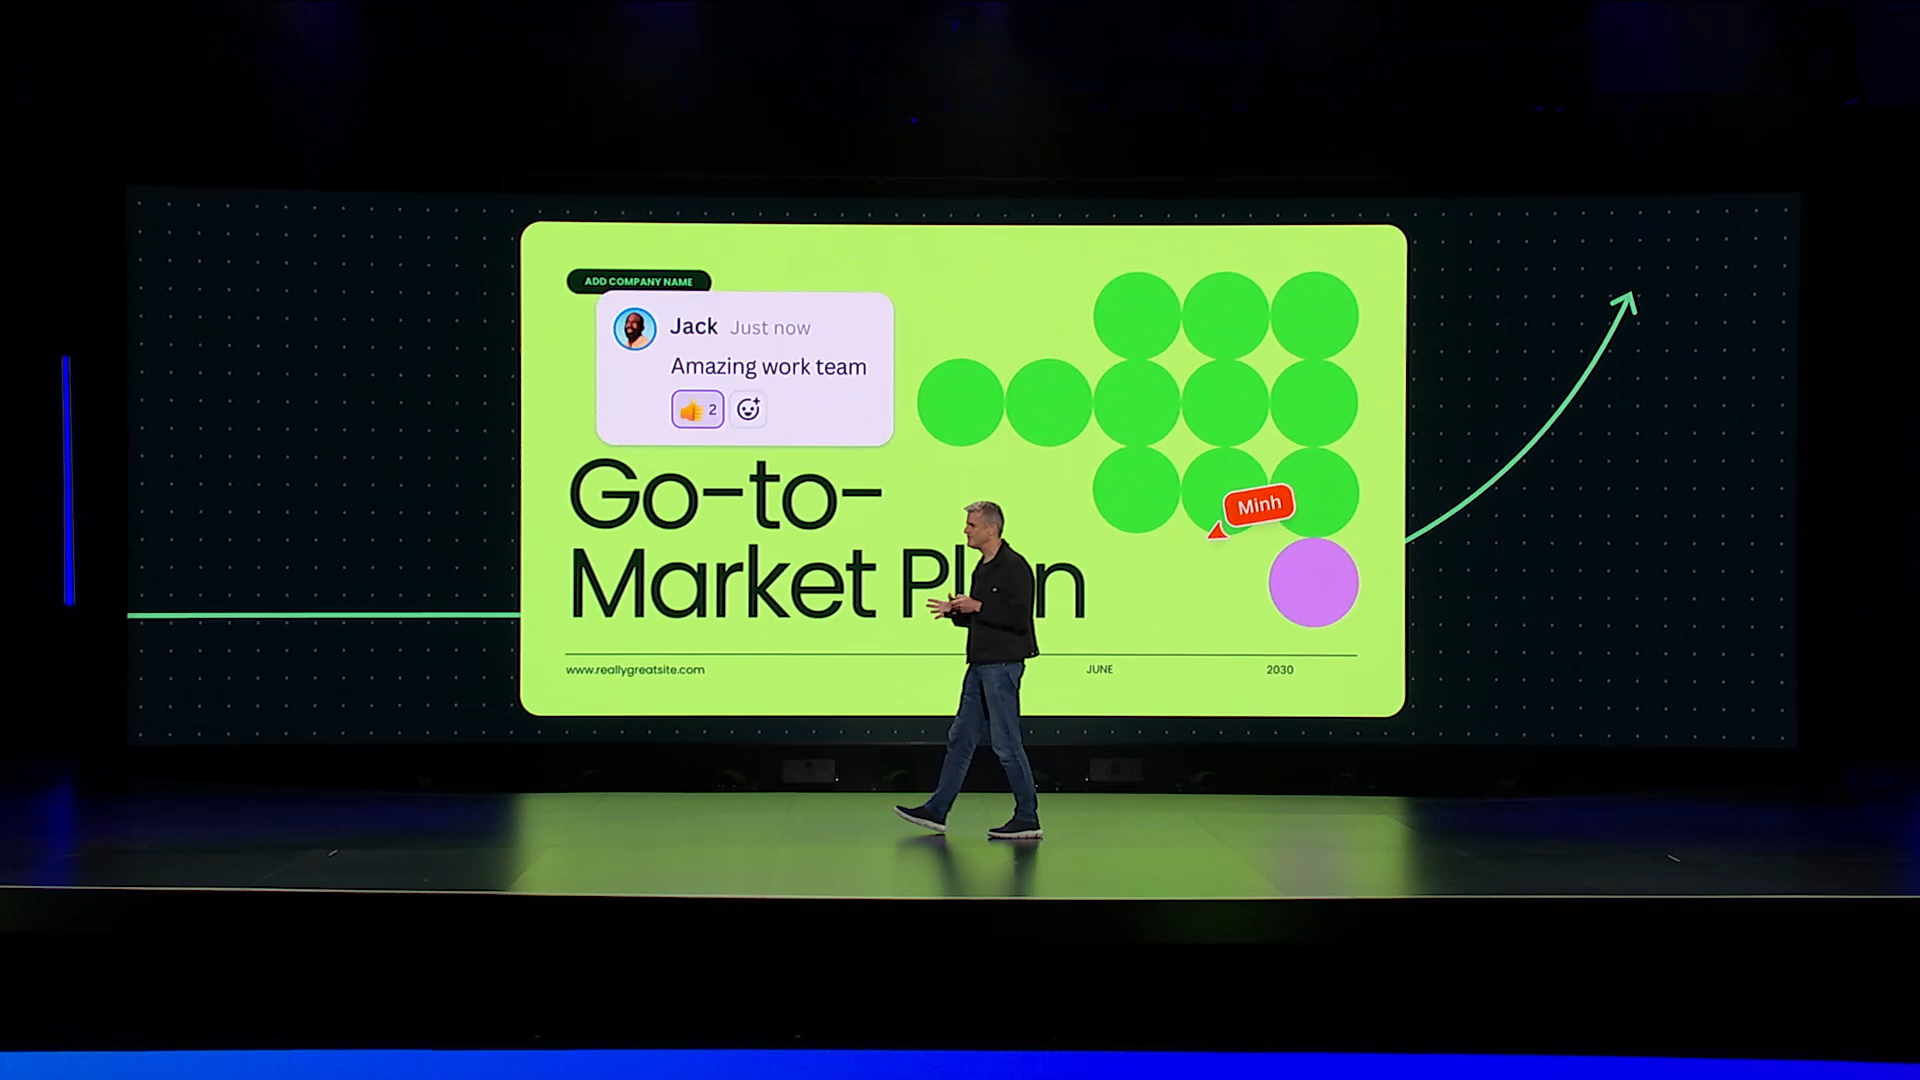 ADD COMPANY NAME
Jack Just now
Amazing work team
👍 2
Go-to-
Market Plan
Minh
www.reallygreatsite.com JUNE 2030